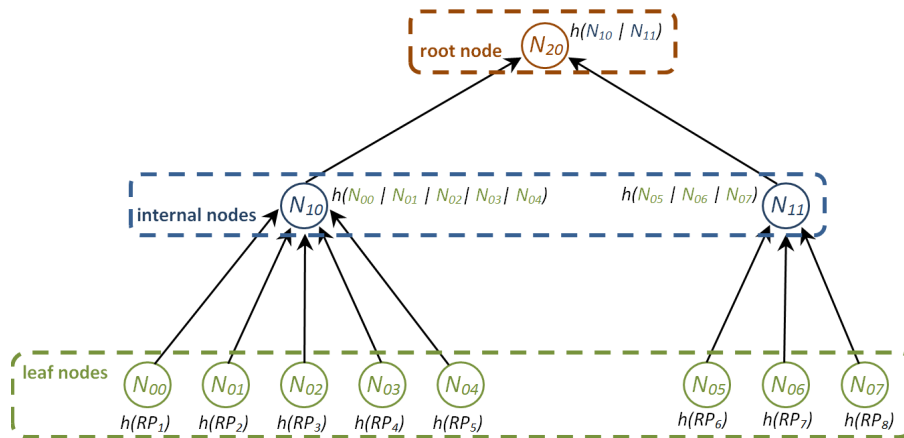 root node
N₂₀
h(N₁₀ | N₁₁)
internal nodes
N₁₀
h(N₀₀ | N₀₁ | N₀₂| N₀₃| N₀₄)
h(N₀₅ | N₀₆ | N₀₇)
N₁₁
leaf nodes
N₀₀ N₀₁ N₀₂ N₀₃ N₀₄ N₀₅ N₀₆ N₀₇
h(RP₁) h(RP₂) h(RP₃) h(RP₄) h(RP₅) h(RP₆) h(RP₇) h(RP₈)